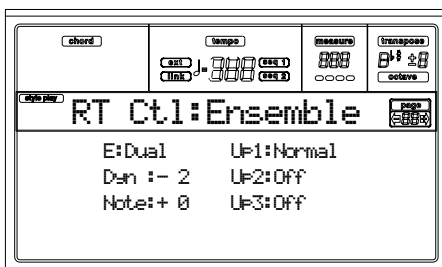 chord
tempo
measure
transpose
ext
link
seq 1
seq 2
octave
style play
RT Ctl:Ensemble
page
E:Dual Up1:Normal
Dyn :- 2 Up2:Off
Note:+ 0 Up3:Off